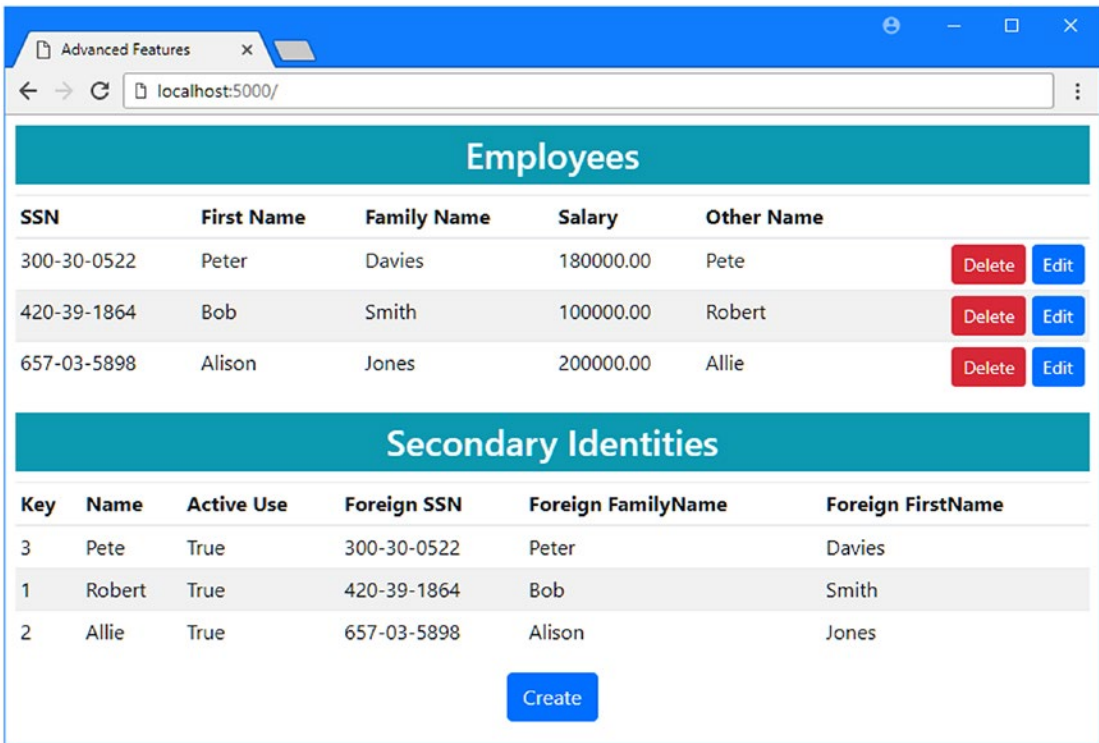 Advanced Features
localhost:5000/
Employees
SSN First Name Family Name Salary Other Name
300-30-0522 Peter Davies 180000.00 Pete Delete Edit
420-39-1864 Bob Smith 100000.00 Robert Delete Edit
657-03-5898 Alison Jones 200000.00 Allie Delete Edit
Secondary Identities
Key Name Active Use Foreign SSN Foreign FamilyName Foreign FirstName
3 Pete True 300-30-0522 Peter Davies
1 Robert True 420-39-1864 Bob Smith
2 Allie True 657-03-5898 Alison Jones
Create